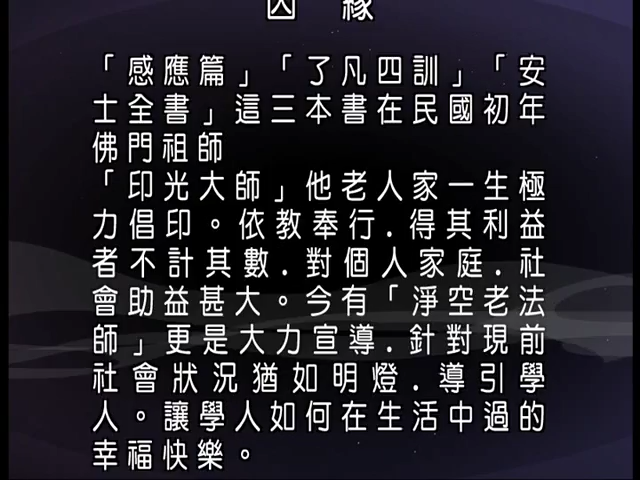 因 緣
「感應篇」「了凡四訓」「安
士全書」這三本書在民國初年
佛門祖師
「印光大師」他老人家一生極
力倡印。依教奉行.得其利益
者不計其數.對個人家庭.社
會助益甚大。今有「淨空老法
師」更是大力宣導.針對現前
社會狀況猶如明燈.導引學
人。讓學人如何在生活中過的
幸福快樂。